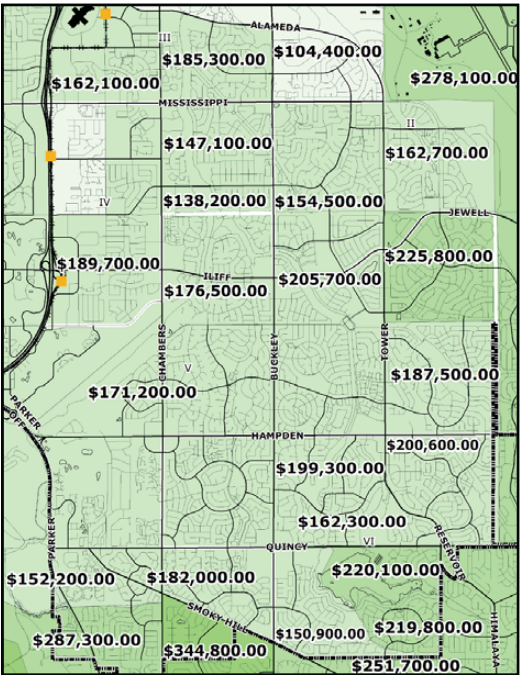 ALAMEDA
III
$185,300.00
$104,400.00
$162,100.00
$278,100.00
MISSISSIPPI
II
$147,100.00
$162,700.00
$138,200.00
$154,500.00
IV
JEWELL
$189,700.00
$225,800.00
ILIFF
$205,700.00
$176,500.00
CHAMBERS
BUCKLEY
TOWER
V
$187,500.00
$171,200.00
PARKER
OFF
HAMPDEN
$200,600.00
$199,300.00
$162,300.00
PARKER
QUINCY
VI
RESERVOIR
$152,200.00
$182,000.00
$220,100.00
SMOKY HILL
HIMALAYA
$287,300.00
$150,900.00
$219,800.00
$344,800.00
$251,700.00